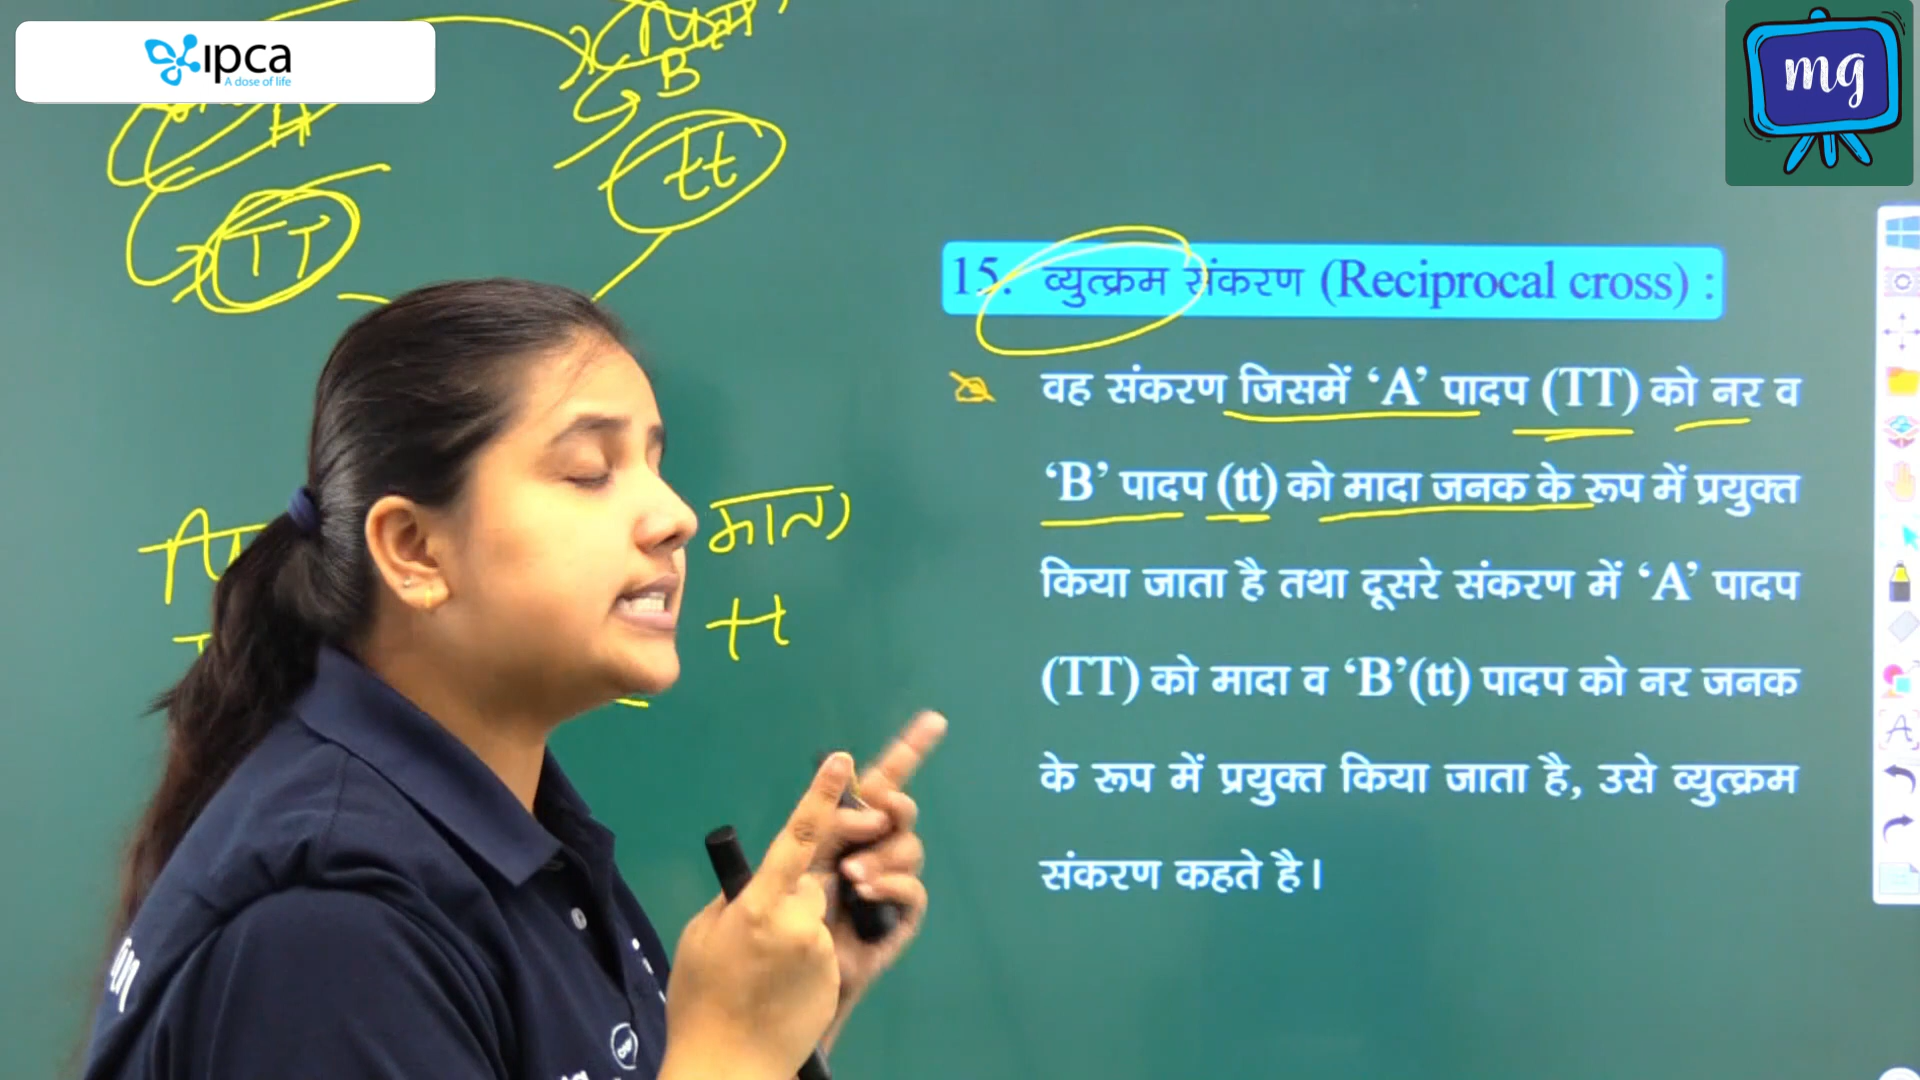 ıpca
A dose of life
mg
B
tt
TT
15. व्युत्क्रम संकरण (Reciprocal cross) :
वह संकरण जिसमें ‘A’ पादप (TT) को नर व
‘B’ पादप (tt) को मादा जनक के रूप में प्रयुक्त
किया जाता है तथा दूसरे संकरण में ‘A’ पादप
(TT) को मादा व ‘B’(tt) पादप को नर जनक
के रूप में प्रयुक्त किया जाता है, उसे व्युत्क्रम
संकरण कहते है।
माता
tt